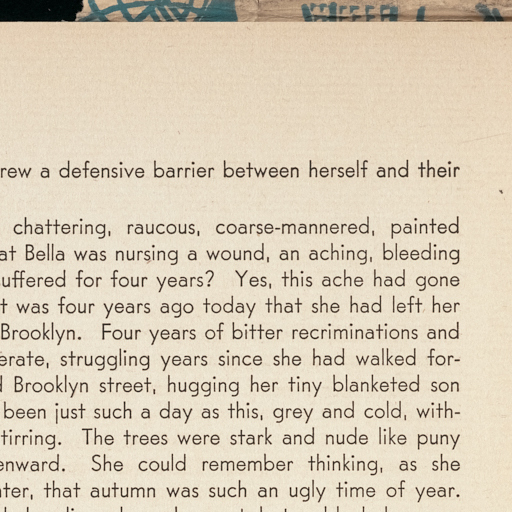 rew a defensive barrier between herself and their
chattering, raucous, coarse-mannered, painted
at Bella was nursing a wound, an aching, bleeding
uffered for four years? Yes, this ache had gone
t was four years ago today that she had left her
Brooklyn. Four years of bitter recriminations and
erate, struggling years since she had walked for-
d Brooklyn street, hugging her tiny blanketed son
been just such a day as this, grey and cold, with-
tirring. The trees were stark and nude like puny
enward. She could remember thinking, as she
ter, that autumn was such an ugly time of year.